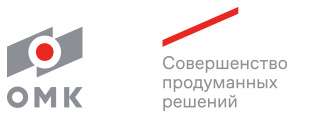 ОМК
Совершенство
продуманных
решений